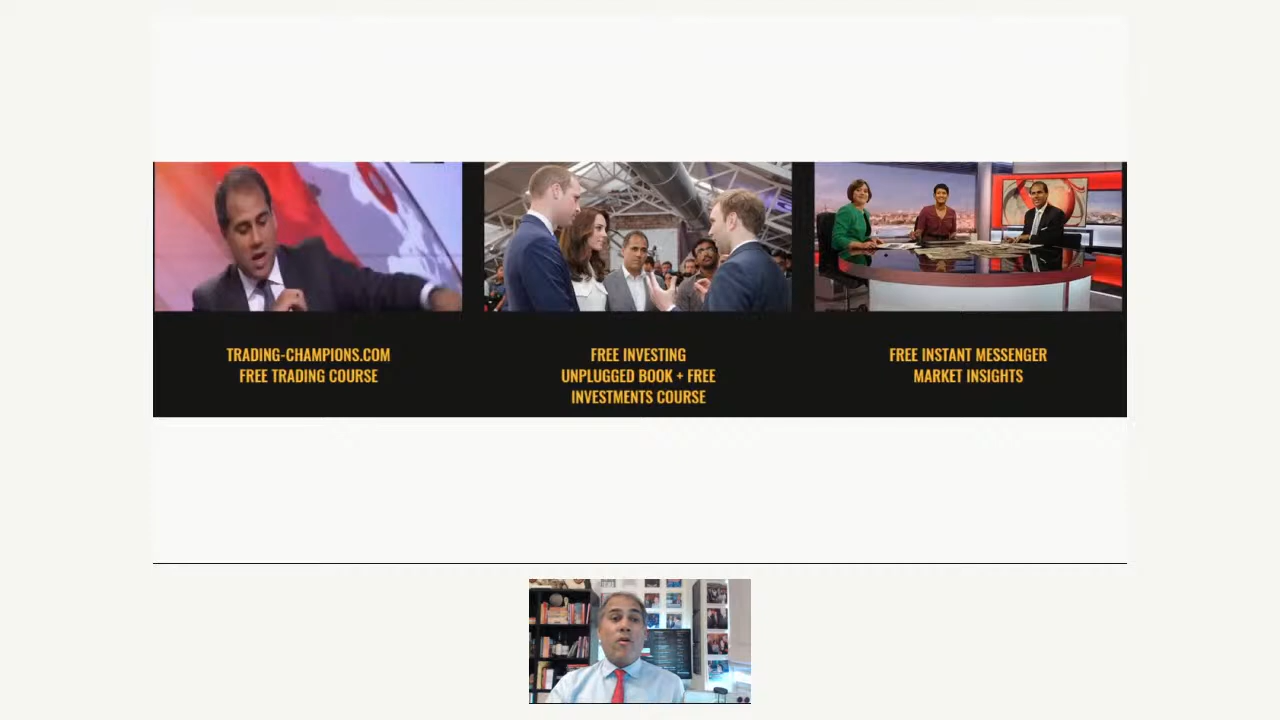 TRADING-CHAMPIONS.COM
FREE TRADING COURSE
FREE INVESTING
UNPLUGGED BOOK + FREE
INVESTMENTS COURSE
FREE INSTANT MESSENGER
MARKET INSIGHTS